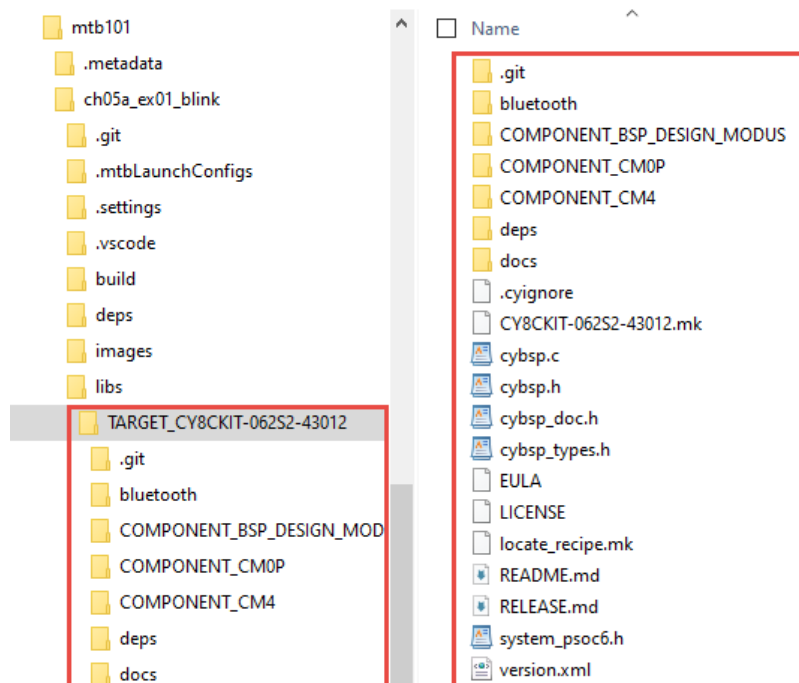 mtb101
.metadata
ch05a_ex01_blink
.git
.mtbLaunchConfigs
.settings
.vscode
build
deps
images
libs
TARGET_CY8CKIT-062S2-43012
.git
bluetooth
COMPONENT_BSP_DESIGN_MOD
COMPONENT_CM0P
COMPONENT_CM4
deps
docs
Name
.git
bluetooth
COMPONENT_BSP_DESIGN_MODUS
COMPONENT_CM0P
COMPONENT_CM4
deps
docs
.cyignore
CY8CKIT-062S2-43012.mk
cybsp.c
cybsp.h
cybsp_doc.h
cybsp_types.h
EULA
LICENSE
locate_recipe.mk
README.md
RELEASE.md
system_psoc6.h
version.xml